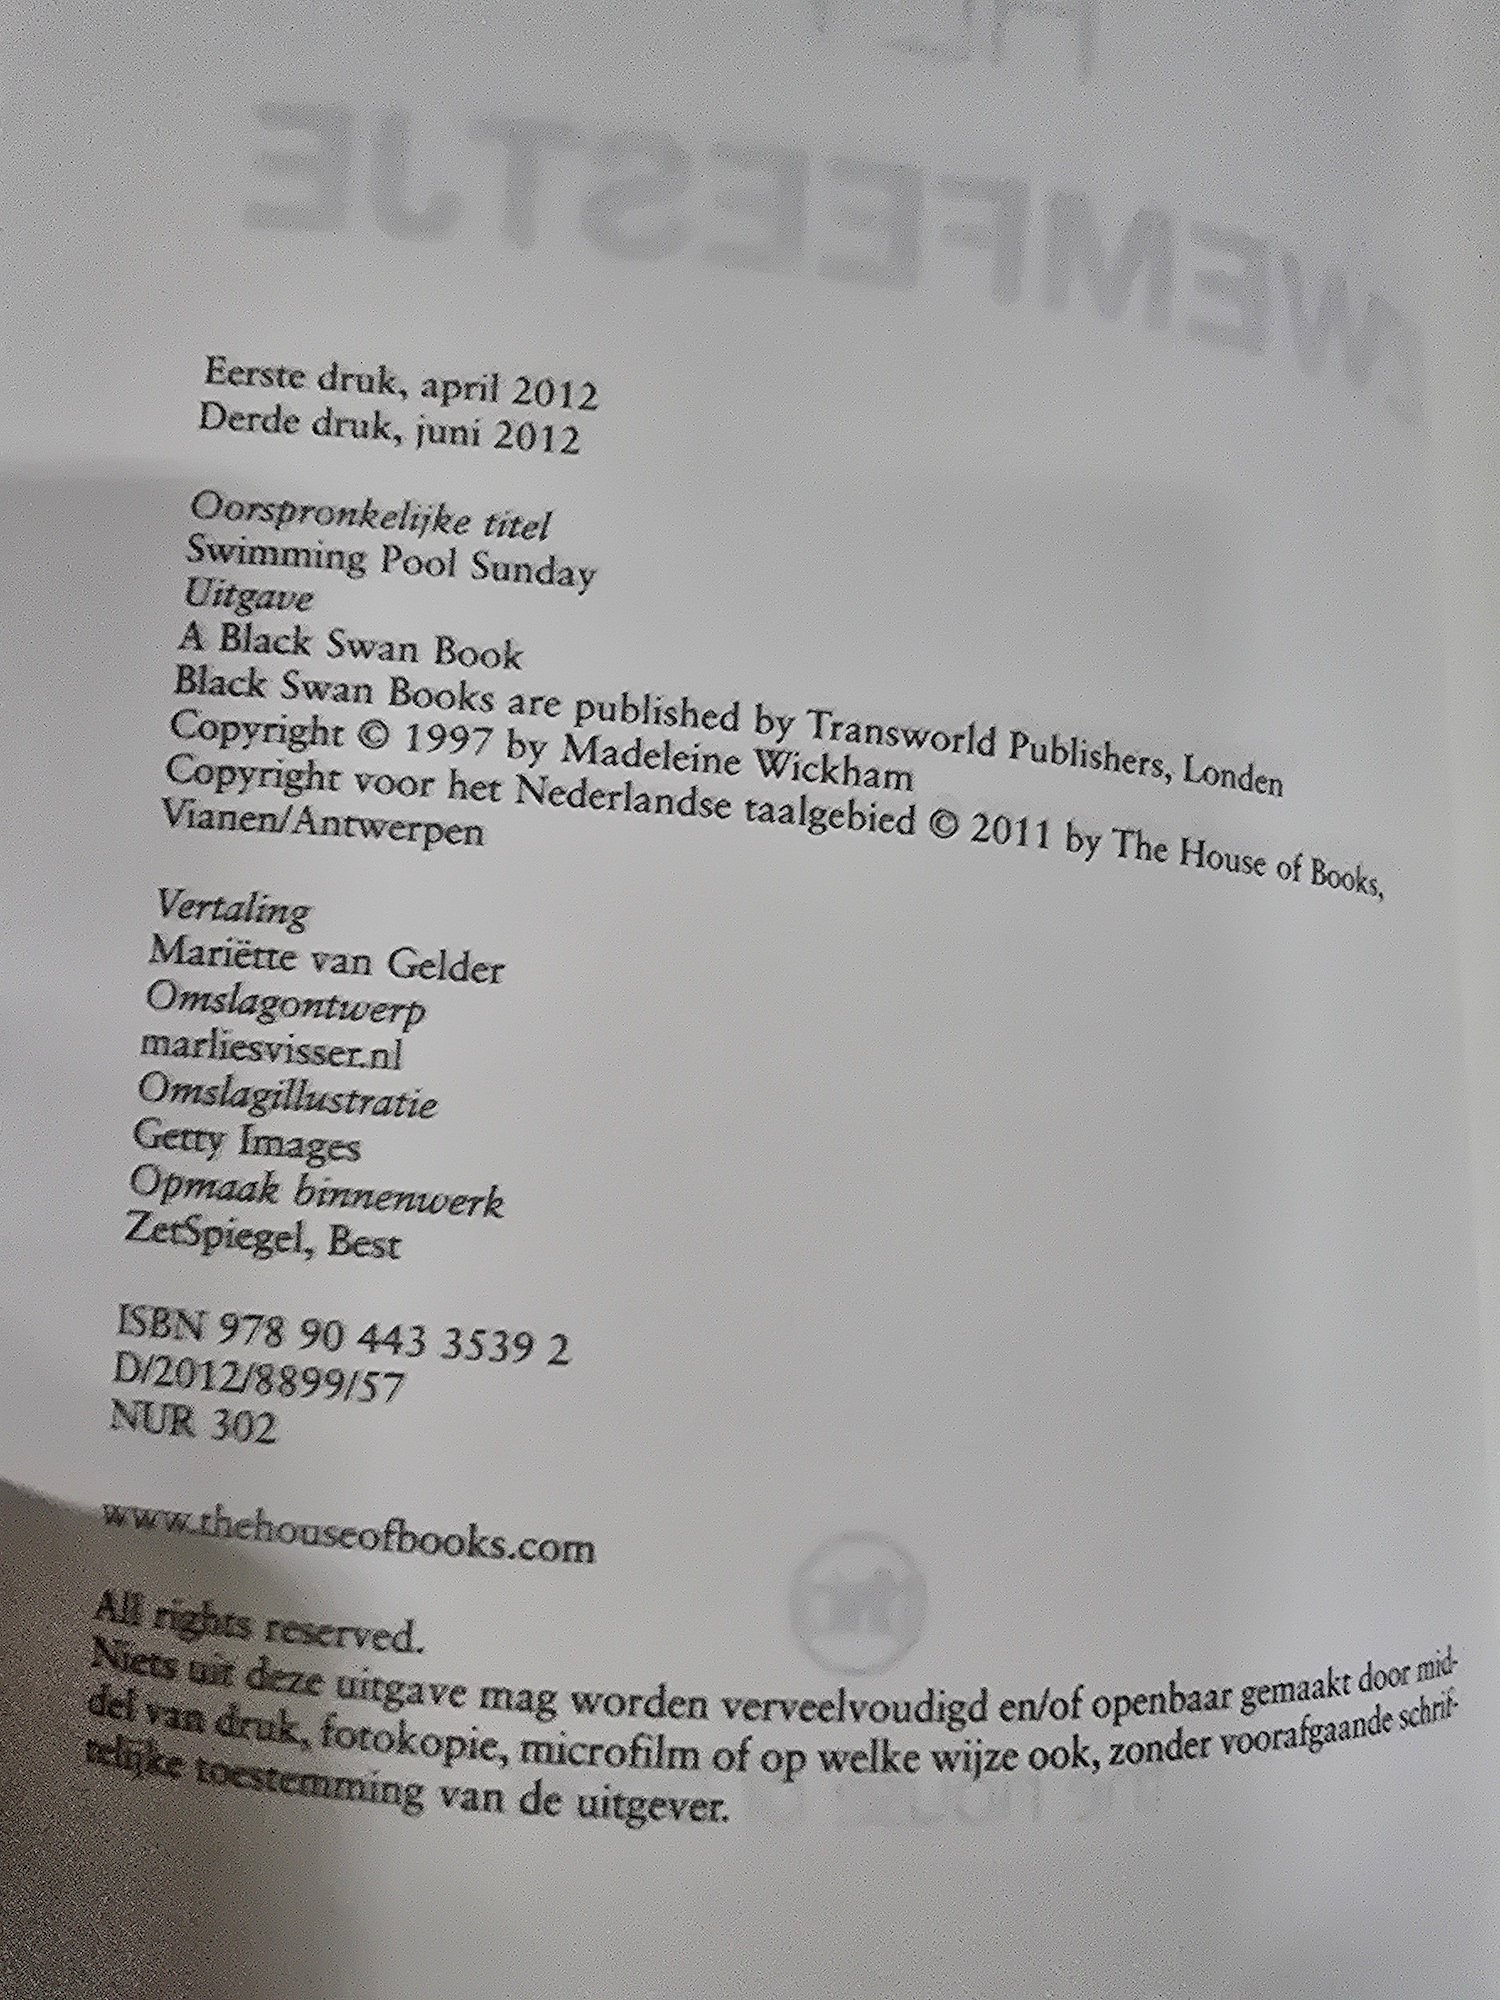 ZWEMFEESTJE
Eerste druk, april 2012
Derde druk, juni 2012
Oorspronkelijke titel
Swimming Pool Sunday
Uitgave
A Black Swan Book
Black Swan Books are published by Transworld Publishers, Londen
Copyright © 1997 by Madeleine Wickham
Copyright voor het Nederlandse taalgebied © 2011 by The House of Books,
Vianen/Antwerpen
Vertaling
Mariëtte van Gelder
Omslagontwerp
marliesvisser.nl
Omslagillustratie
Getty Images
Opmaak binnenwerk
ZetSpiegel, Best
ISBN 978 90 443 3539 2
D/2012/8899/57
NUR 302
www.thehouseofbooks.com
All rights reserved.
Niets uit deze uitgave mag worden verveelvoudigd en/of openbaar gemaakt door mid-
del van druk, fotokopie, microfilm of op welke wijze ook, zonder voorafgaande schrif-
telijke toestemming van de uitgever.